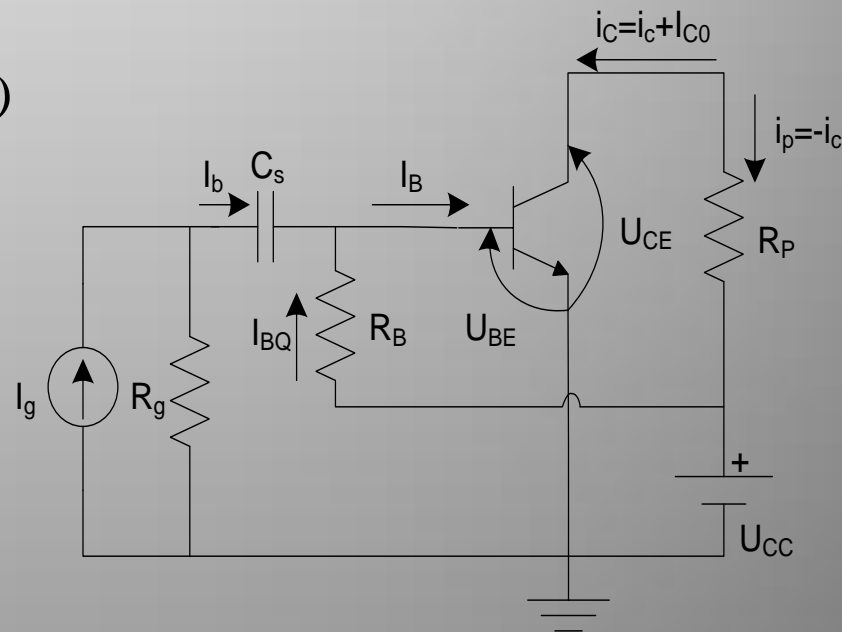 )
i_C=i_c+I_C0
i_p=-i_c
I_b
C_s
I_B
U_CE
R_P
I_BQ
R_B
U_BE
I_g
R_g
+
U_CC